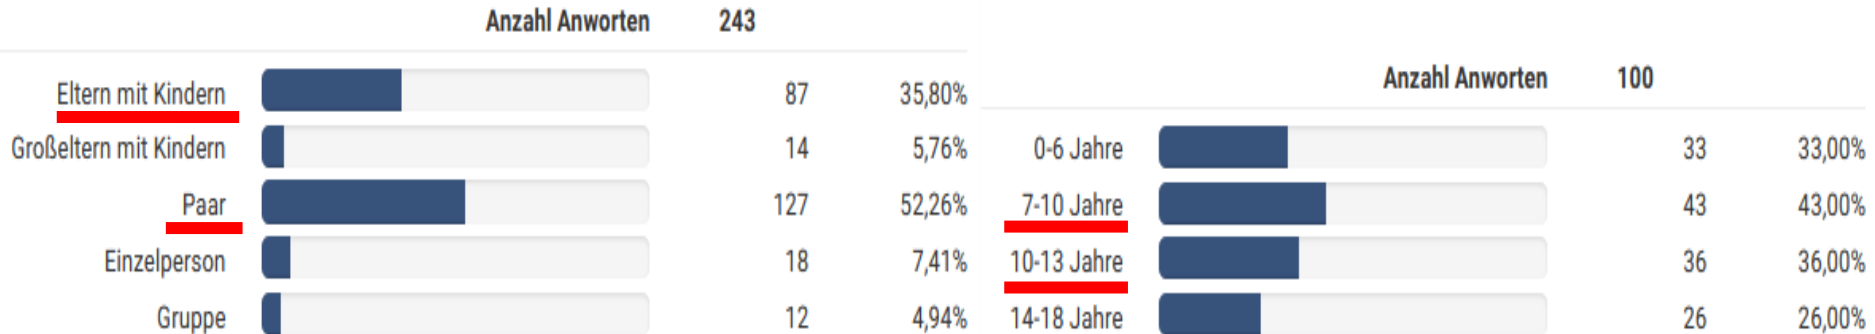 Anzahl Anworten 243
Eltern mit Kindern 87 35,80%
Großeltern mit Kindern 14 5,76%
Paar 127 52,26%
Einzelperson 18 7,41%
Gruppe 12 4,94%
Anzahl Anworten 100
0-6 Jahre 33 33,00%
7-10 Jahre 43 43,00%
10-13 Jahre 36 36,00%
14-18 Jahre 26 26,00%